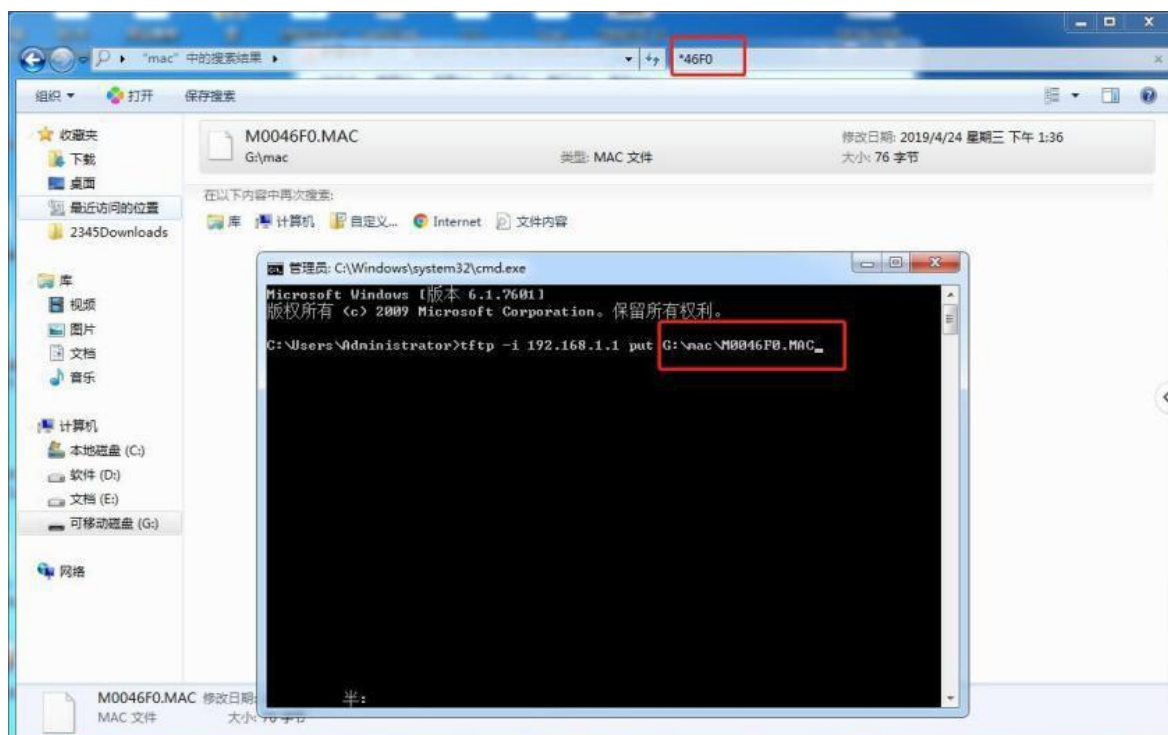 "mac" 中的搜索结果
*46F0
组织 打开 保存搜索
收藏夹
下载
桌面
最近访问的位置
2345Downloads
库
视频
图片
文档
音乐
计算机
本地磁盘 (C:)
软件 (D:)
文档 (E:)
可移动磁盘 (G:)
网络
M0046F0.MAC
G:\mac
类型: MAC 文件
修改日期: 2019/4/24 星期三 下午 1:36
大小: 76 字节
在以下内容中再次搜索:
库 计算机 自定义... Internet 文件内容
管理员: C:\Windows\system32\cmd.exe
Microsoft Windows [版本 6.1.7601]
版权所有 <c> 2009 Microsoft Corporation。保留所有权利。
C:\Users\Administrator>tftp -i 192.168.1.1 put G:\mac\M0046F0.MAC_
半:
M0046F0.MAC 修改日期:
MAC 文件 大小: 76 字节